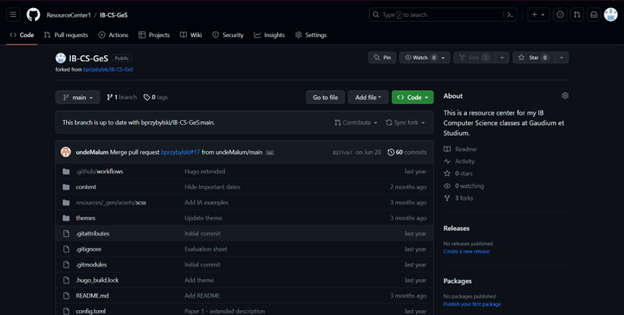 ResourceCenter1 / IB-CS-GeS
Type / to search
Code Pull requests Actions Projects Wiki Security Insights Settings
IB-CS-GeS Public
forked from bprzybylski/IB-CS-GeS
Pin Watch 0 Fork Star 0
main 1 branch 0 tags Go to file Add file Code
This branch is up to date with bprzybylski/IB-CS-GeS:main. Contribute Sync fork
undeMalum Merge pull request bprzybylski#17 from undeMalum/main on Jun 20 60 commits
.github/workflows Hugo extended last year
content Hide Important dates 2 months ago
resources/_gen/assets/scss Add IA examples 3 months ago
themes Update theme 3 months ago
.gitattributes Initial commit last year
.gitignore Evaluation sheet last year
.gitmodules Initial commit last year
.hugo_build.lock Add theme last year
README.md Add README 3 months ago
config.toml Paper 1 - extended description last year
About
This is a resource center for my IB
Computer Science classes at Gaudium et
Studium.
Readme
Activity
0 stars
0 watching
3 forks
Releases
No releases published
Create a new release
Packages
No packages published
Publish your first package